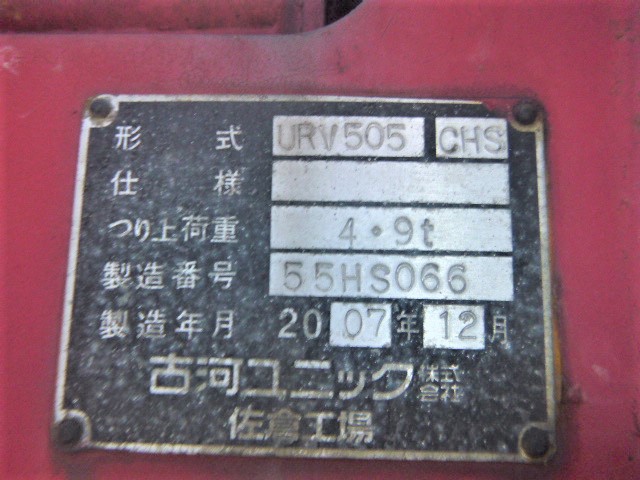 形式 URV505 CHS
仕様
つり上荷重 4.9t
製造番号 55HS066
製造年月 2007年12月
古河ユニック株式会社
佐倉工場